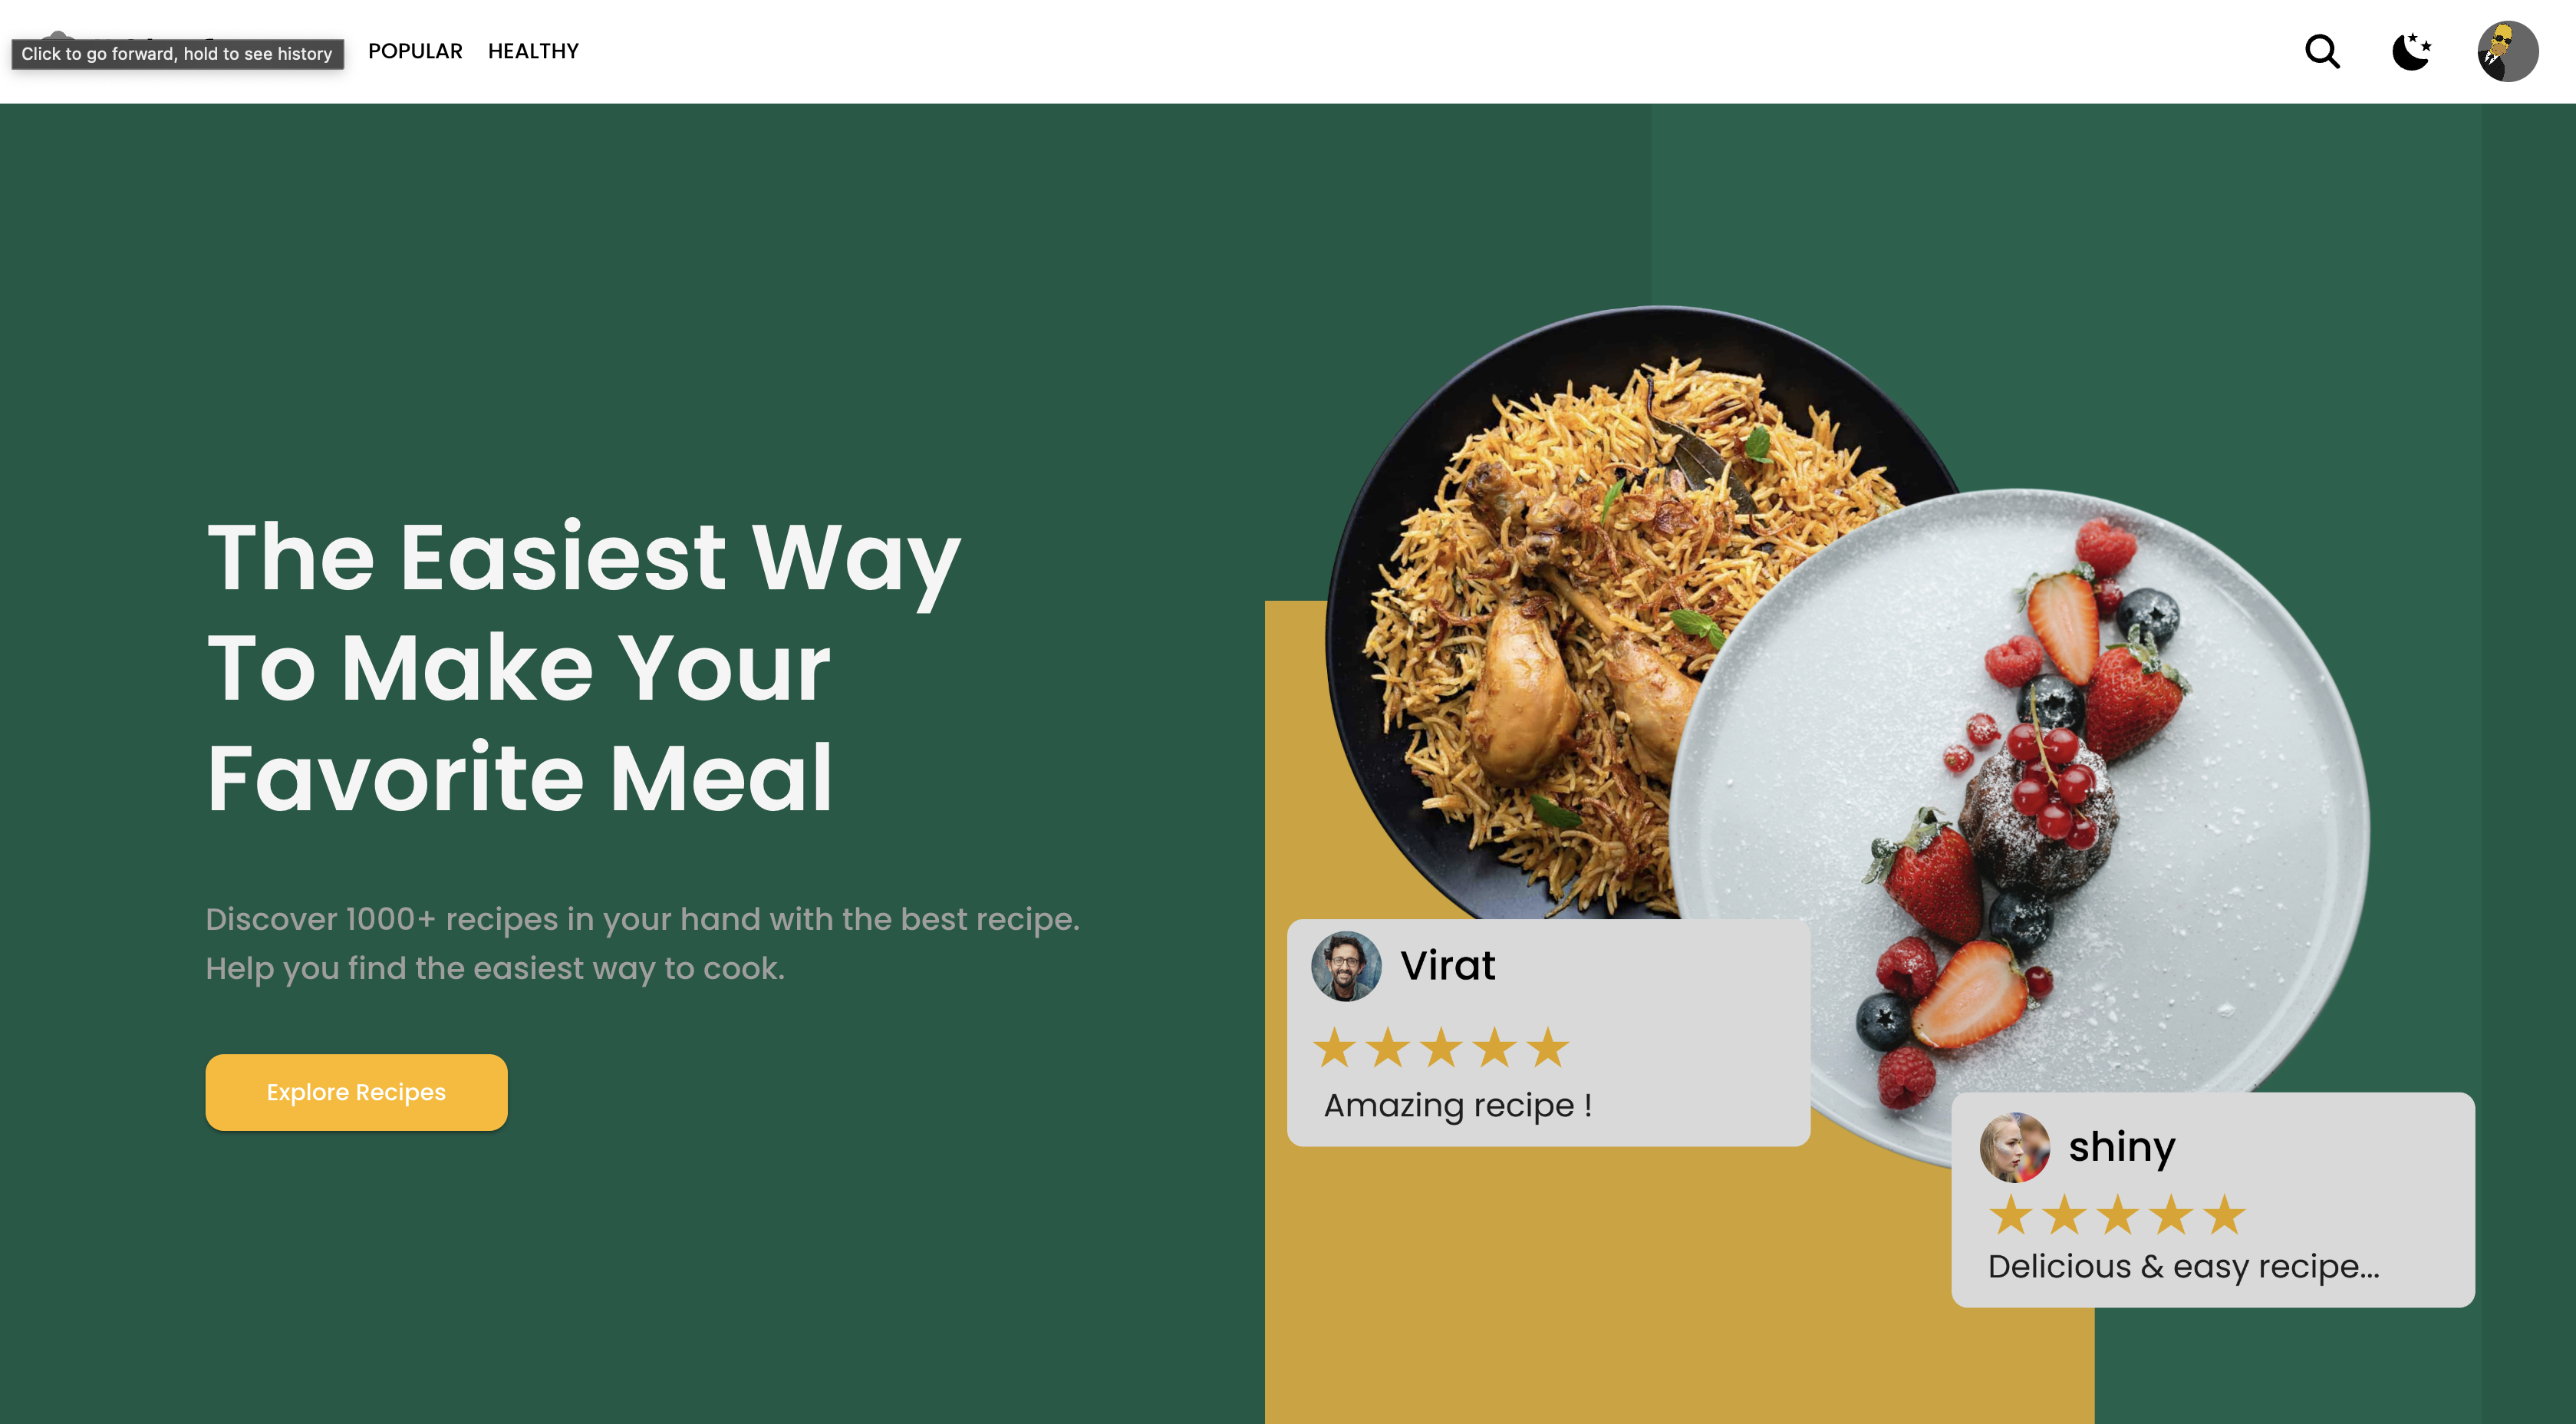 Click to go forward, hold to see history
POPULAR
HEALTHY
The Easiest Way
To Make Your
Favorite Meal
Discover 1000+ recipes in your hand with the best recipe.
Help you find the easiest way to cook.
Explore Recipes
Virat
Amazing recipe !
shiny
Delicious & easy recipe...